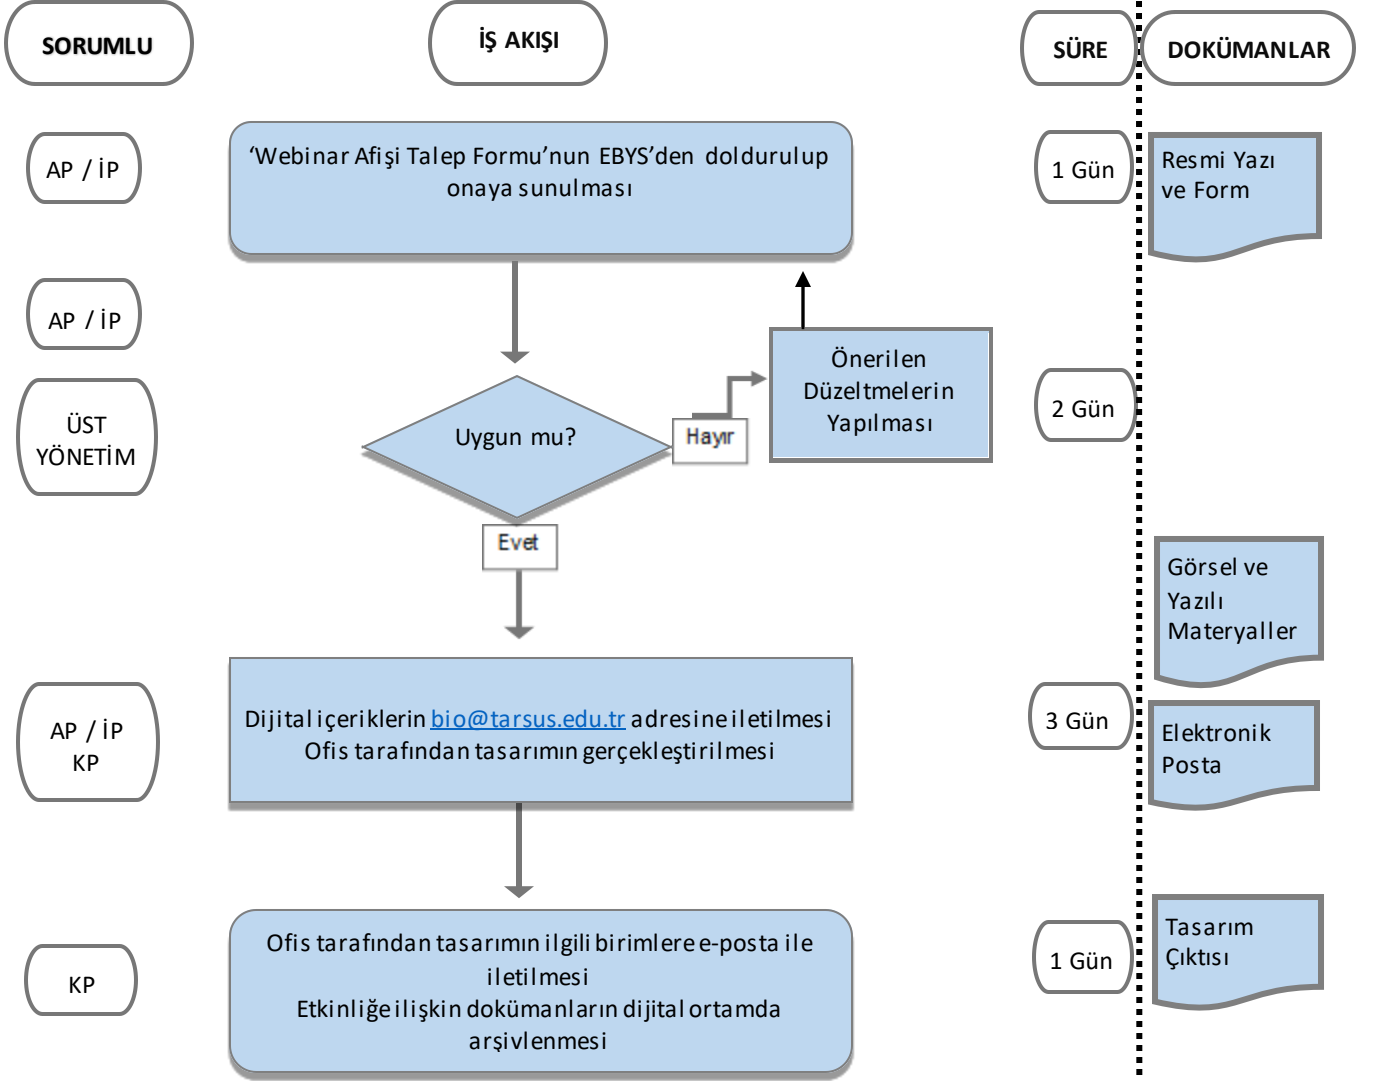 SORUMLU
İŞ AKIŞI
SÜRE
DOKÜMANLAR
AP / İP
‘Webinar Afişi Talep Formu’nun EBYS’den doldurulup
onaya sunulması
1 Gün
Resmi Yazı
ve Form
AP / İP
ÜST
YÖNETİM
Uygun mu?
Hayır
Önerilen
Düzeltmelerin
Yapılması
2 Gün
Evet
Görsel ve
Yazılı
Materyaller
AP / İP
KP
Dijital içeriklerin bio@tarsus.edu.tr adresine iletilmesi
Ofis tarafından tasarımın gerçekleştirilmesi
3 Gün
Elektronik
Posta
KP
Ofis tarafından tasarımın ilgili birimlere e-posta ile
iletilmesi
Etkinliğe ilişkin dokümanların dijital ortamda
arşivlenmesi
1 Gün
Tasarım
Çıktısı